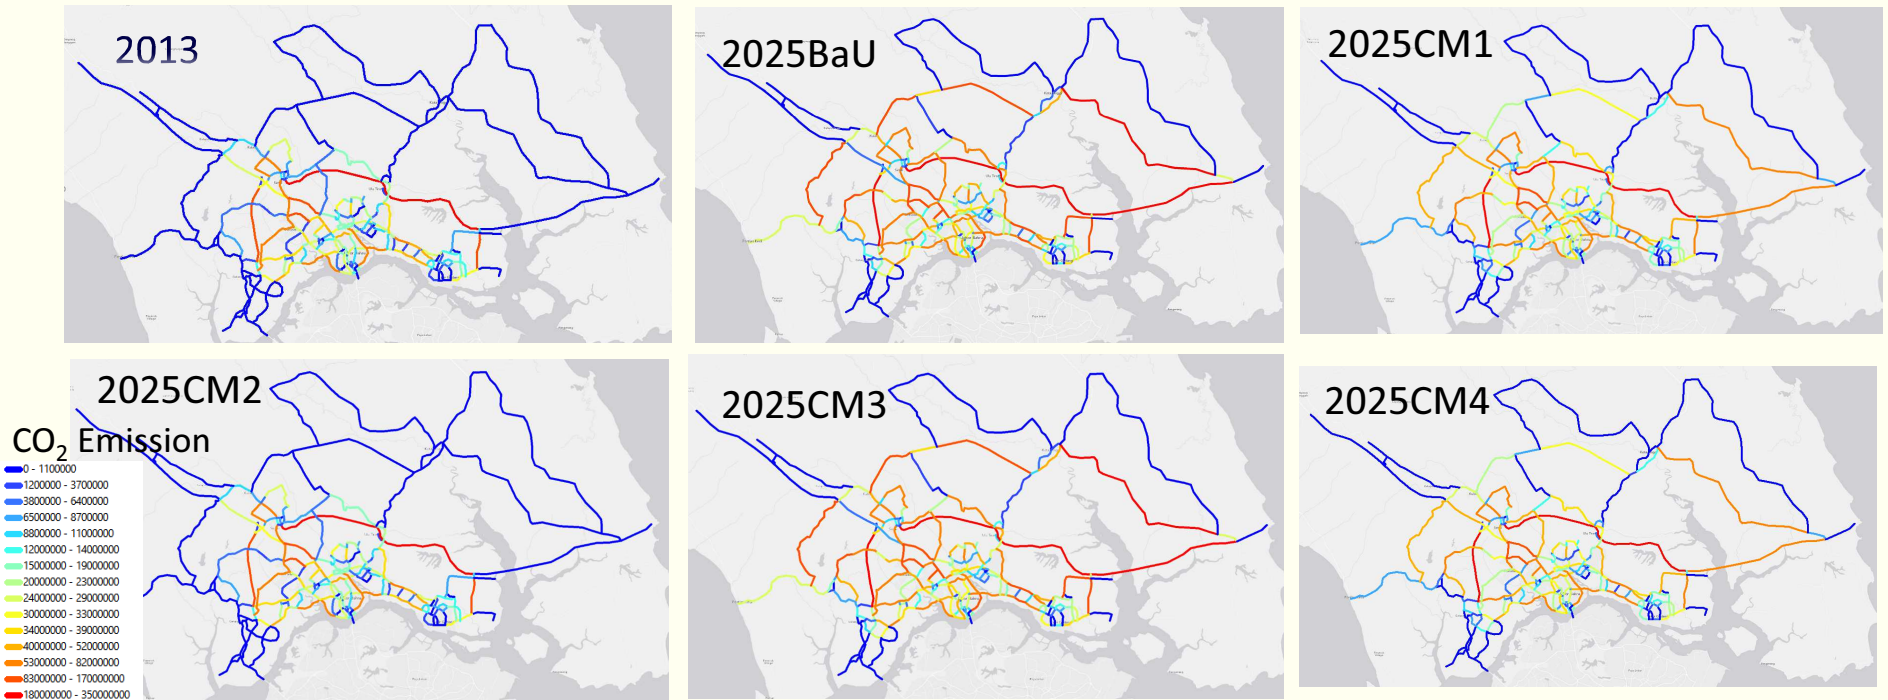 2013
2025BaU
2025CM1
2025CM2
2025CM3
2025CM4
CO₂ Emission
0 - 1100000
1200000 - 3700000
3800000 - 6400000
6500000 - 8700000
8800000 - 11000000
12000000 - 14000000
15000000 - 19000000
20000000 - 23000000
24000000 - 29000000
30000000 - 33000000
34000000 - 39000000
40000000 - 52000000
53000000 - 82000000
83000000 - 170000000
180000000 - 350000000